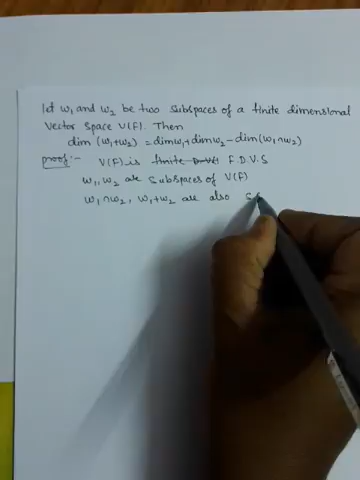 let W₁ and W₂ be two subspaces of a finite dimensional
Vector space V(F). Then
dim (W₁+W₂) = dimW₁+dimW₂-dim(W₁∩W₂)
proof:- V(F) is finite F.D.V.S
W₁, W₂ are subspaces of V(F)
W₁∩W₂, W₁+W₂ are also